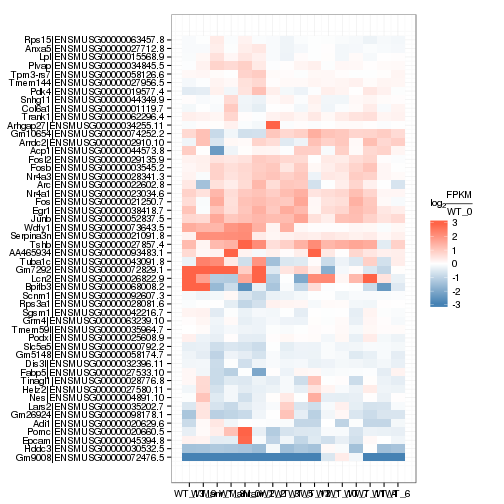 Rps15|ENSMUSG00000063457.8
Anxa5|ENSMUSG00000027712.8
Lpl|ENSMUSG00000015568.9
Plvap|ENSMUSG00000034845.5
Tpm3-rs7|ENSMUSG00000058126.6
Tmem144|ENSMUSG00000027956.5
Pdk4|ENSMUSG00000019577.4
Snhg11|ENSMUSG00000044349.9
Col6a1|ENSMUSG00000001119.7
Trank1|ENSMUSG00000062296.4
Arhgap27|ENSMUSG00000034255.11
Gm10654|ENSMUSG00000074252.2
Arrdc2|ENSMUSG00000002910.10
Acp1|ENSMUSG00000044573.8
Fosl2|ENSMUSG00000029135.9
Fosb|ENSMUSG00000003545.2
Nr4a3|ENSMUSG00000028341.3
Arc|ENSMUSG00000022602.8
Nr4a1|ENSMUSG00000023034.6
Fos|ENSMUSG00000021250.7
Egr1|ENSMUSG00000038418.7
Junb|ENSMUSG00000052837.5
Wdfy1|ENSMUSG00000073643.5
Serpina3n|ENSMUSG00000021091.8
Tshb|ENSMUSG00000027857.4
AA465934|ENSMUSG00000093483.1
Tuba1c|ENSMUSG00000043091.8
Gm7292|ENSMUSG00000072829.1
Lcn2|ENSMUSG00000026822.9
Bpifb3|ENSMUSG00000068008.2
Scnm1|ENSMUSG00000092607.3
Rps3a1|ENSMUSG00000028081.6
Sgsm1|ENSMUSG00000042216.7
Grm4|ENSMUSG00000063239.10
Tmem59l|ENSMUSG00000035964.7
Podxl|ENSMUSG00000025608.9
Slc5a5|ENSMUSG00000000792.2
Gm5148|ENSMUSG00000058174.7
Dis3l|ENSMUSG00000032396.11
Fabp5|ENSMUSG00000027533.10
Tinagl1|ENSMUSG00000028776.8
Helz2|ENSMUSG00000027580.11
Nes|ENSMUSG00000004891.10
Lars2|ENSMUSG00000035202.7
Gm26924|ENSMUSG00000098178.1
Adi1|ENSMUSG00000020629.6
Pomc|ENSMUSG00000020660.5
Epcam|ENSMUSG00000045394.8
Hddc3|ENSMUSG00000030532.5
Gm9008|ENSMUSG00000072476.5
log2 FPKM
WT_0
3
2
1
0
-1
-2
-3